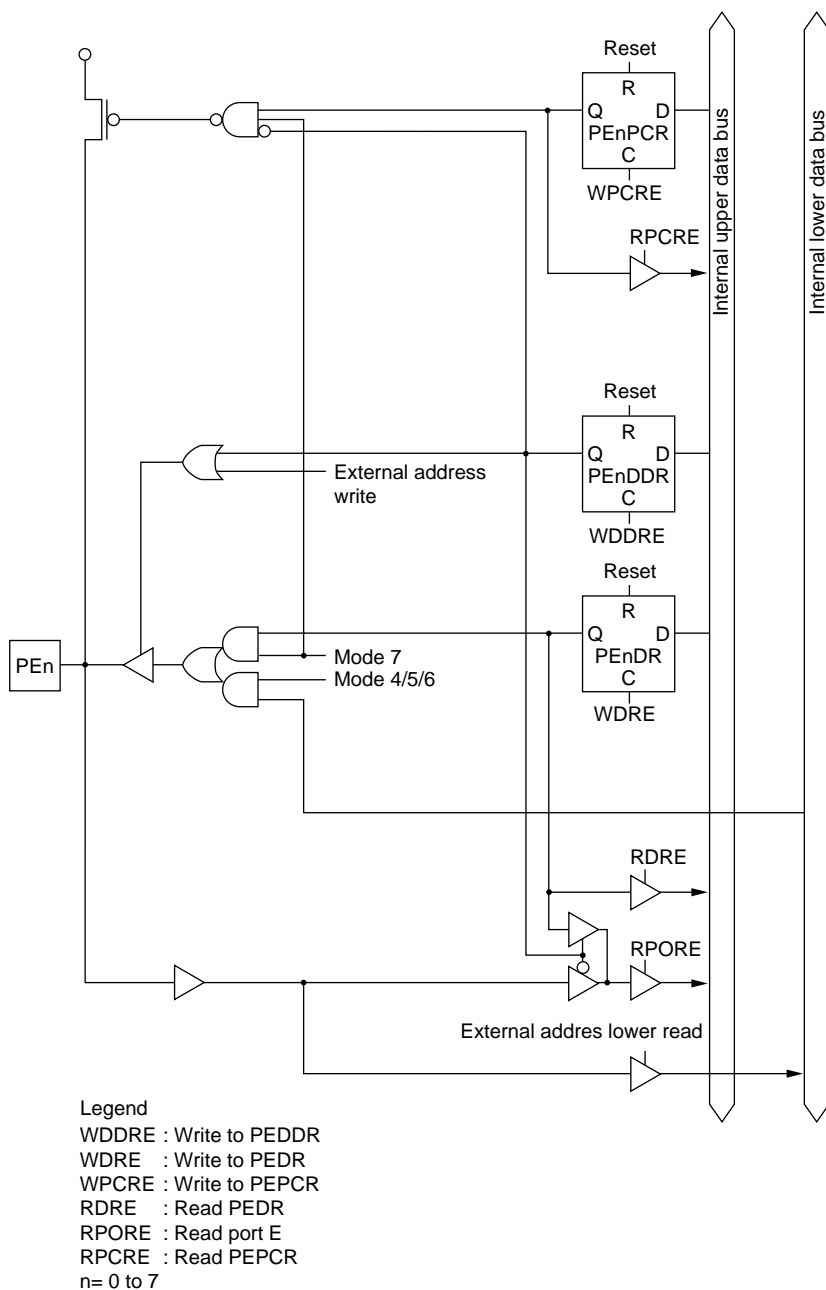 Reset
R
Q D
PEnPCR
C
WPCRE
RPCRE
Internal upper data bus
Internal lower data bus
Reset
R
Q D
PEnDDR
C
WDDRE
External address
write
Reset
R
Q D
PEnDR
C
WDRE
PEn
Mode 7
Mode 4/5/6
RDRE
RPORE
External addres lower read
Legend
WDDRE : Write to PEDDR
WDRE : Write to PEDR
WPCRE : Write to PEPCR
RDRE : Read PEDR
RPORE : Read port E
RPCRE : Read PEPCR
n= 0 to 7